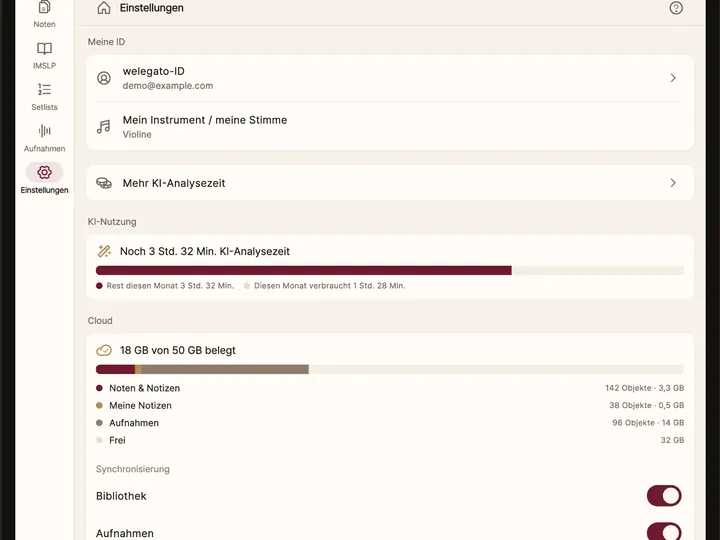 Einstellungen
Noten
IMSLP
Setlists
Aufnahmen
Einstellungen
Meine ID
welegato-ID
demo@example.com
Mein Instrument / meine Stimme
Violine
Mehr KI-Analysezeit
KI-Nutzung
Noch 3 Std. 32 Min. KI-Analysezeit
Rest diesen Monat 3 Std. 32 Min. Diesen Monat verbraucht 1 Std. 28 Min.
Cloud
18 GB von 50 GB belegt
Noten & Notizen 142 Objekte · 3,3 GB
Meine Notizen 38 Objekte · 0,5 GB
Aufnahmen 96 Objekte · 14 GB
Frei 32 GB
Synchronisierung
Bibliothek
Aufnahmen